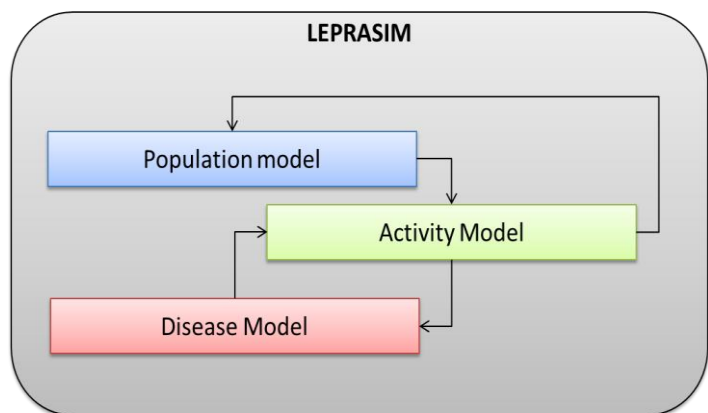 LEPRASIM
Population model
Activity Model
Disease Model